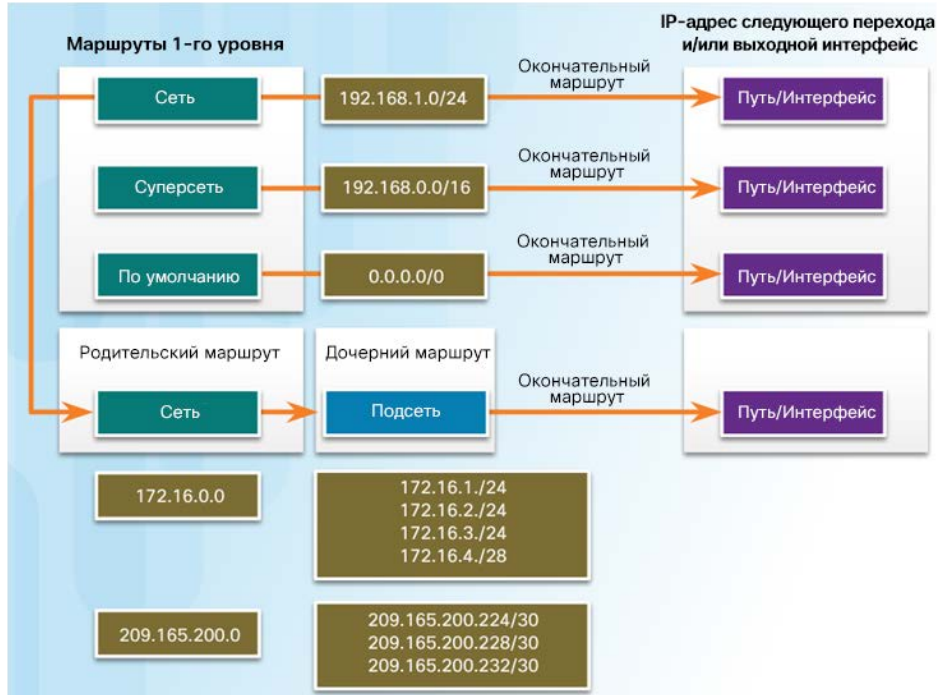 Маршруты 1-го уровня
IP-адрес следующего перехода
и/или выходной интерфейс
Сеть
192.168.1.0/24
Окончательный
маршрут
Путь/Интерфейс
Суперсеть
192.168.0.0/16
Окончательный
маршрут
Путь/Интерфейс
По умолчанию
0.0.0.0/0
Окончательный
маршрут
Путь/Интерфейс
Родительский маршрут
Дочерний маршрут
Сеть
Подсеть
Окончательный
маршрут
Путь/Интерфейс
172.16.0.0
172.16.1./24
172.16.2./24
172.16.3./24
172.16.4./28
209.165.200.0
209.165.200.224/30
209.165.200.228/30
209.165.200.232/30